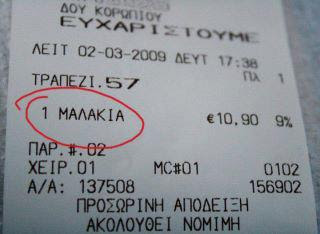 ΔΟΥ ΚΟΡΩΠΙΟΥ
ΕΥΧΑΡΙΣΤΟΥΜΕ
ΛΕΙΤ 02-03-2009 ΔΕΥΤ 17:38
ΤΡΑΠΕΖΙ.57 ΠΛ 1
1 ΜΑΛΑΚΙΑ €10,90 9%
ΠΑΡ.#.02
ΧΕΙΡ.01 MC#01 0102
Α/Α: 137508 156902
ΠΡΟΣΩΡΙΝΗ ΑΠΟΔΕΙΞΗ
ΑΚΟΛΟΥΘΕΙ ΝΟΜΙΜΗ